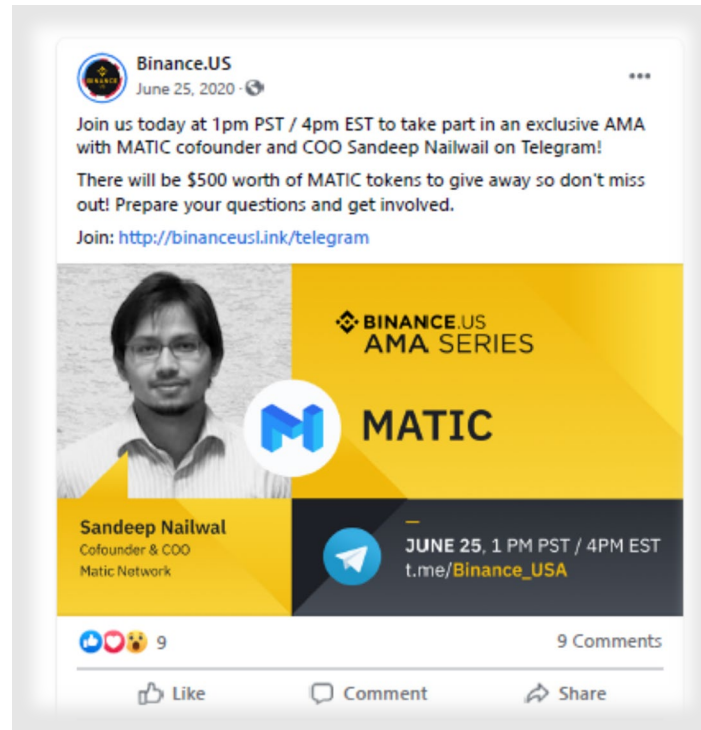 Binance.US
June 25, 2020 ·
Join us today at 1pm PST / 4pm EST to take part in an exclusive AMA
with MATIC cofounder and COO Sandeep Nailwail on Telegram!
There will be $500 worth of MATIC tokens to give away so don't miss
out! Prepare your questions and get involved.
Join: http://binanceusl.ink/telegram
BINANCE.US
AMA SERIES
MATIC
Sandeep Nailwal
Cofounder & COO
Matic Network
JUNE 25, 1 PM PST / 4PM EST
t.me/Binance_USA
9
9 Comments
Like
Comment
Share